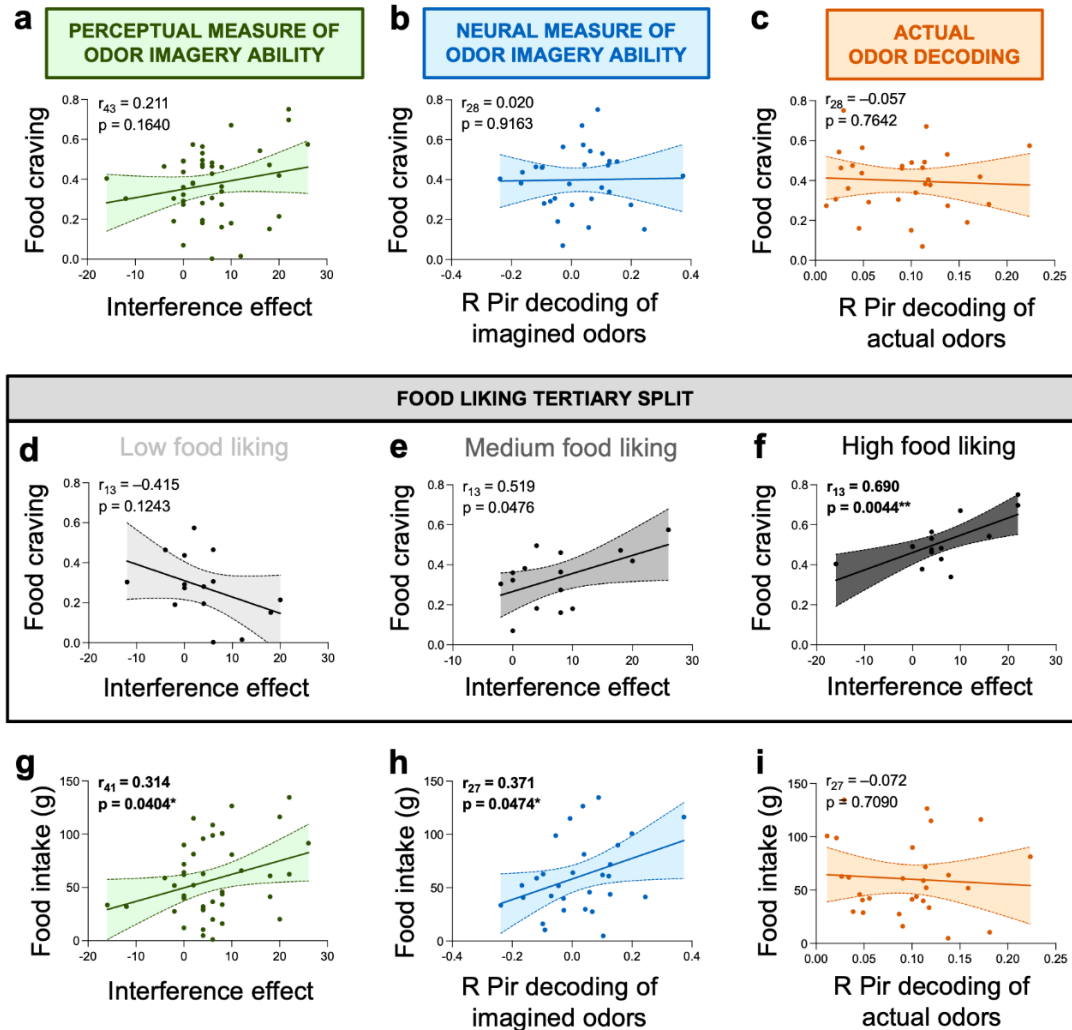 a
PERCEPTUAL MEASURE OF
ODOR IMAGERY ABILITY
r43 = 0.211
p = 0.1640
Food craving
0.8
0.6
0.4
0.2
0.0
-20 -10 0 10 20 30
Interference effect
b
NEURAL MEASURE OF
ODOR IMAGERY ABILITY
r28 = 0.020
p = 0.9163
Food craving
0.8
0.6
0.4
0.2
0.0
-0.4 -0.2 0.0 0.2 0.4
R Pir decoding of
imagined odors
c
ACTUAL
ODOR DECODING
r28 = –0.057
p = 0.7642
Food craving
0.8
0.6
0.4
0.2
0.0
0.00 0.05 0.10 0.15 0.20 0.25
R Pir decoding of
actual odors
FOOD LIKING TERTIARY SPLIT
d
Low food liking
r13 = –0.415
p = 0.1243
Food craving
0.8
0.6
0.4
0.2
0.0
-20 -10 0 10 20 30
Interference effect
e
Medium food liking
r13 = 0.519
p = 0.0476
Food craving
0.8
0.6
0.4
0.2
0.0
-10 0 10 20 30
Interference effect
f
High food liking
r13 = 0.690
p = 0.0044**
Food craving
0.8
0.6
0.4
0.2
0.0
-20 -10 0 10 20 30
Interference effect
g
r41 = 0.314
p = 0.0404*
Food intake (g)
150
100
50
0
-20 -10 0 10 20 30
Interference effect
h
r27 = 0.371
p = 0.0474*
Food intake (g)
150
100
50
0
-0.4 -0.2 0.0 0.2 0.4
R Pir decoding of
imagined odors
i
r27 = –0.072
p = 0.7090
Food intake (g)
150
100
50
0
0.00 0.05 0.10 0.15 0.20 0.25
R Pir decoding of
actual odors